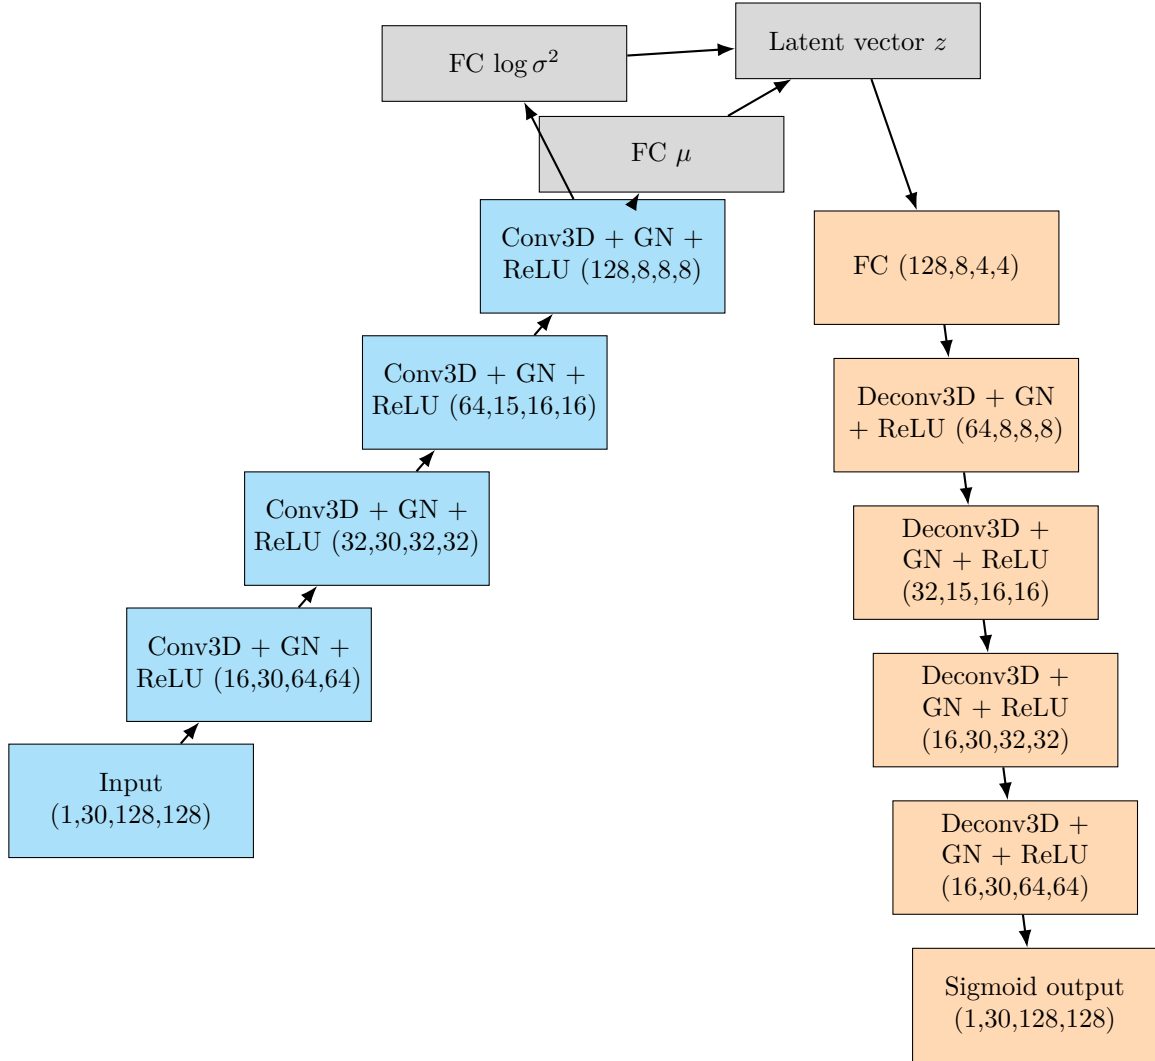 FC log σ²
Latent vector z
FC μ
Conv3D + GN +
ReLU (128,8,8,8)
FC (128,8,4,4)
Conv3D + GN +
ReLU (64,15,16,16)
Deconv3D + GN
+ ReLU (64,8,8,8)
Conv3D + GN +
ReLU (32,30,32,32)
Deconv3D +
GN + ReLU
(32,15,16,16)
Conv3D + GN +
ReLU (16,30,64,64)
Deconv3D +
GN + ReLU
(16,30,32,32)
Input
(1,30,128,128)
Deconv3D +
GN + ReLU
(16,30,64,64)
Sigmoid output
(1,30,128,128)